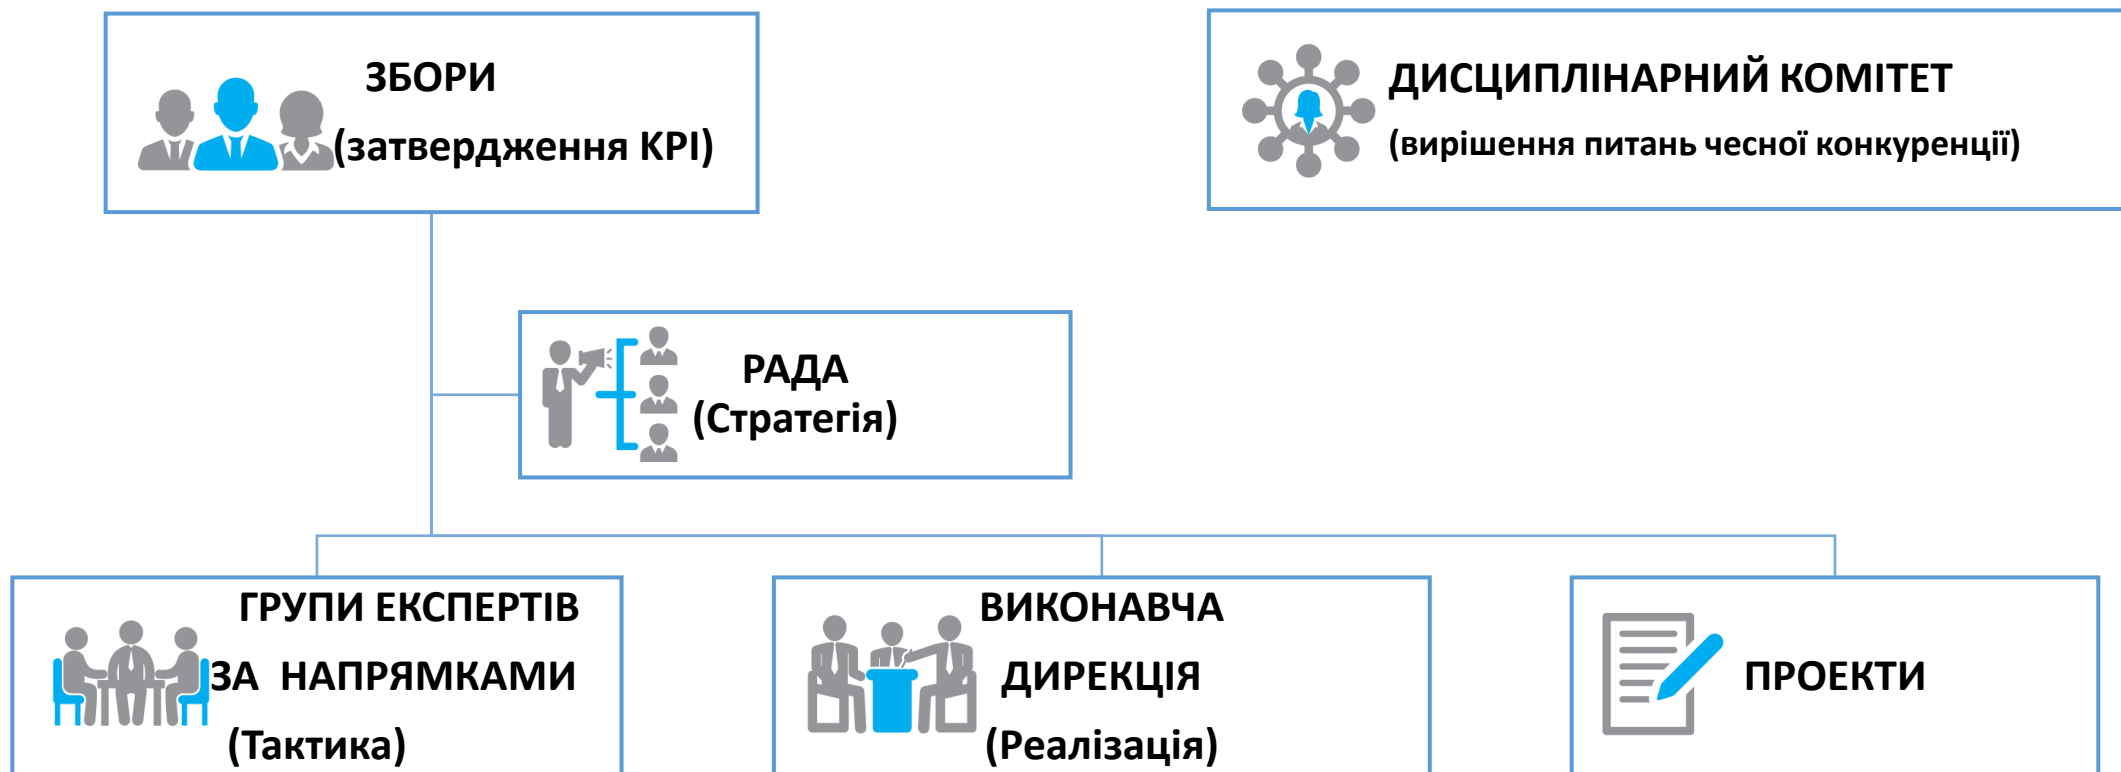 ЗБОРИ
(затвердження KPI)
ДИСЦИПЛІНАРНИЙ КОМІТЕТ
(вирішення питань чесної конкуренції)
РАДА
(Стратегія)
ГРУПИ ЕКСПЕРТІВ
ЗА НАПРЯМКАМИ
(Тактика)
ВИКОНАВЧА
ДИРЕКЦІЯ
(Реалізація)
ПРОЕКТИ